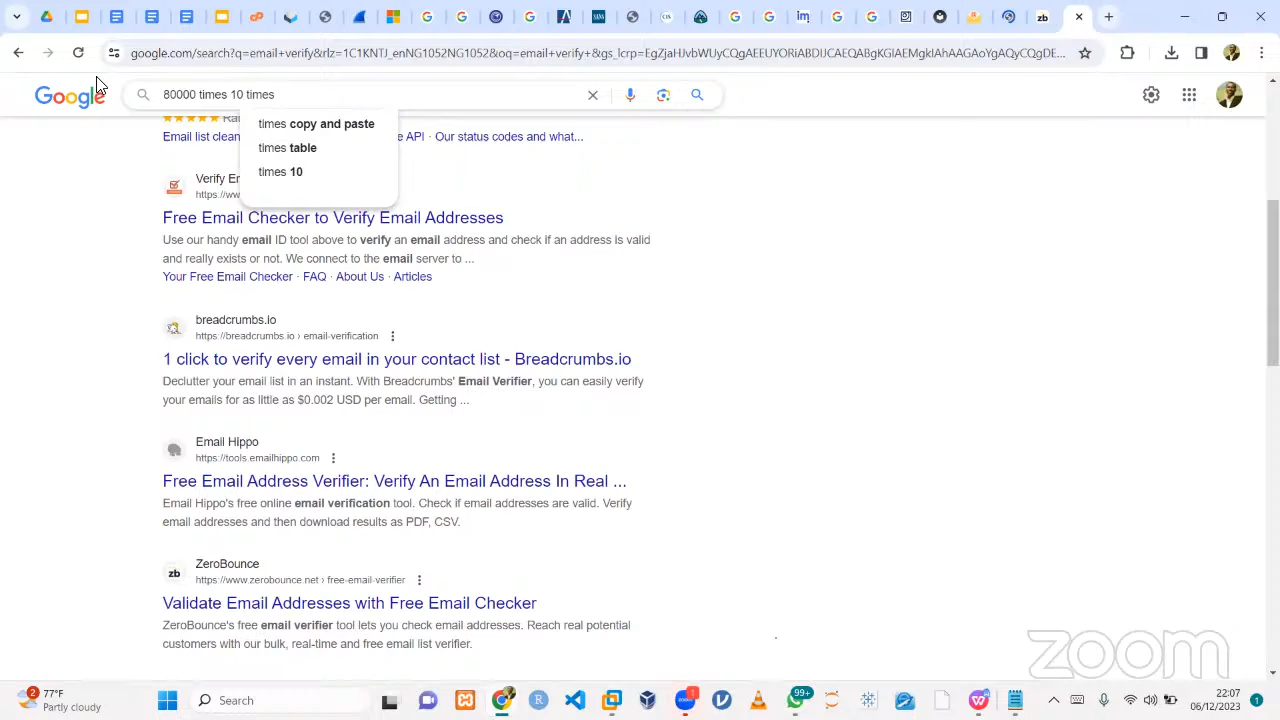 google.com/search?q=email+verify&rlz=1C1KNTJ_enNG1052NG1052&oq=email+verify+&gs_lcrp=EgZjaHJvbWUyCQgAEEUYORiABDIJCAEQABgKGIAEMgkIAhAAGAoYgAQyCQgDE...
Google
80000 times 10 times
times copy and paste
times table
times 10
Email list clean
e API · Our status codes and what...
Verify Em
https://ww
Free Email Checker to Verify Email Addresses
Use our handy email ID tool above to verify an email address and check if an address is valid
and really exists or not. We connect to the email server to ...
Your Free Email Checker · FAQ · About Us · Articles
breadcrumbs.io
https://breadcrumbs.io › email-verification
1 click to verify every email in your contact list - Breadcrumbs.io
Declutter your email list in an instant. With Breadcrumbs' Email Verifier, you can easily verify
your emails for as little as $0.002 USD per email. Getting ...
Email Hippo
https://tools.emailhippo.com
Free Email Address Verifier: Verify An Email Address In Real ...
Email Hippo's free online email verification tool. Check if email addresses are valid. Verify
email addresses and then download results as PDF, CSV.
zb
ZeroBounce
https://www.zerobounce.net › free-email-verifier
Validate Email Addresses with Free Email Checker
ZeroBounce's free email verifier tool lets you check email addresses. Reach real potential
customers with our bulk, real-time and free email list verifier.
zoom
2
77°F
Partly cloudy
Search
1
99+
22:07
06/12/2023
1